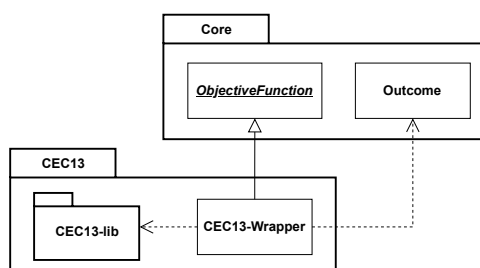 Core
ObjectiveFunction
Outcome
CEC13
CEC13-lib
CEC13-Wrapper